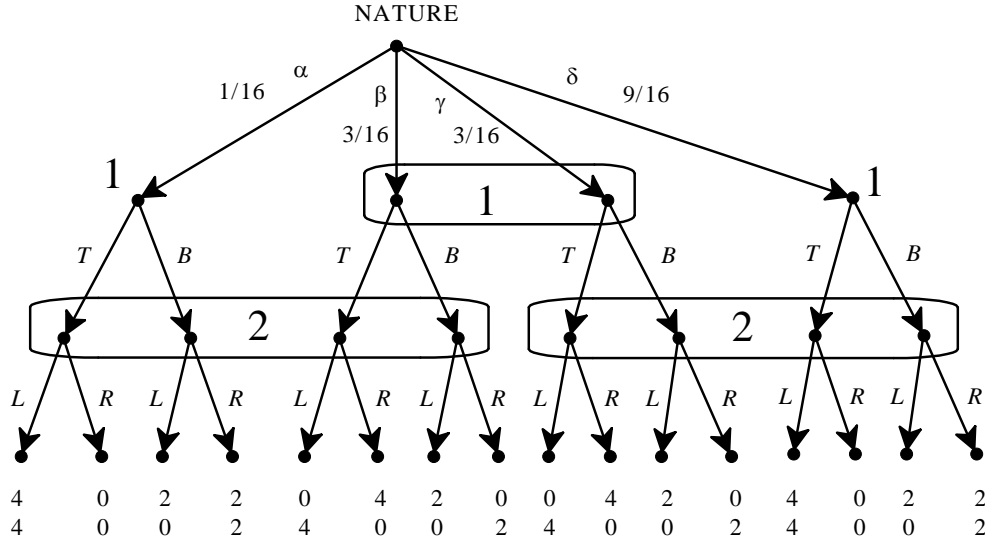 NATURE
α β γ δ
1/16 3/16 3/16 9/16
1 1 1
T B T B T B T B
2 2
L R L R L R L R L R L R L R L R
4 0 2 2 0 4 2 0 0 4 2 0 4 0 2 2
4 0 0 2 4 0 0 2 4 0 0 2 4 0 0 2